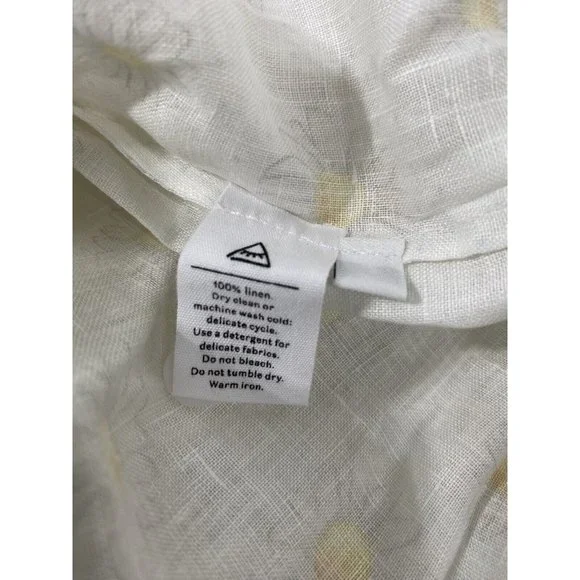 100% linen.
Dry clean or
machine wash cold:
delicate cycle.
Use a detergent for
delicate fabrics.
Do not bleach.
Do not tumble dry.
Warm iron.